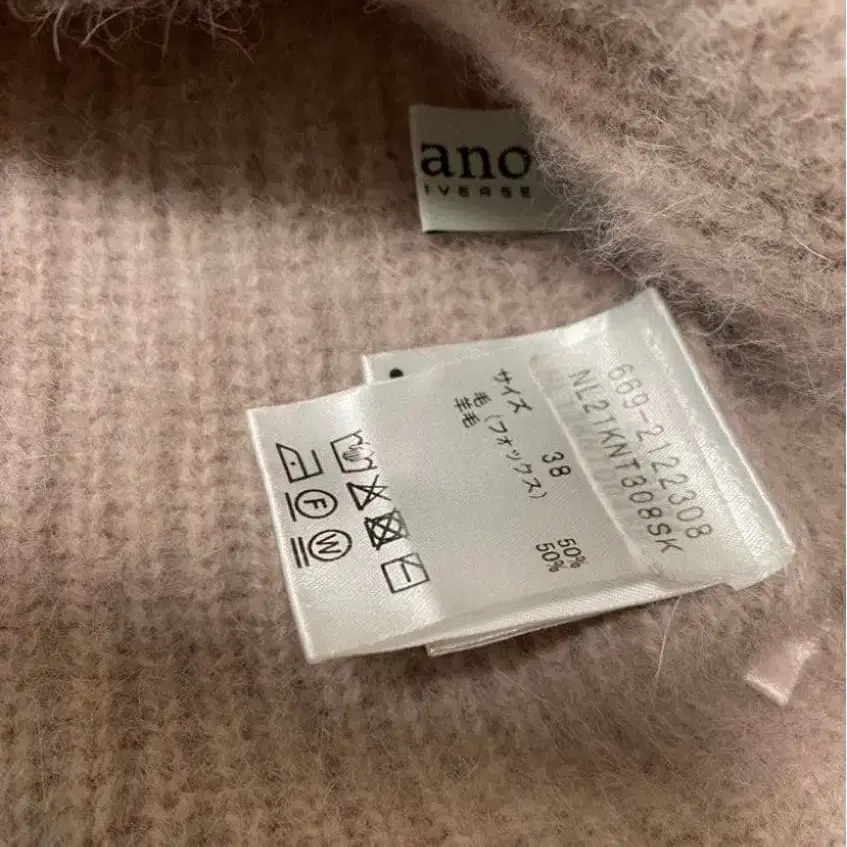 ano
IVERSE
669-2122308
NL21KNT308SK
サイズ 38
毛(フォックス) 50%
羊毛 50%
F
W